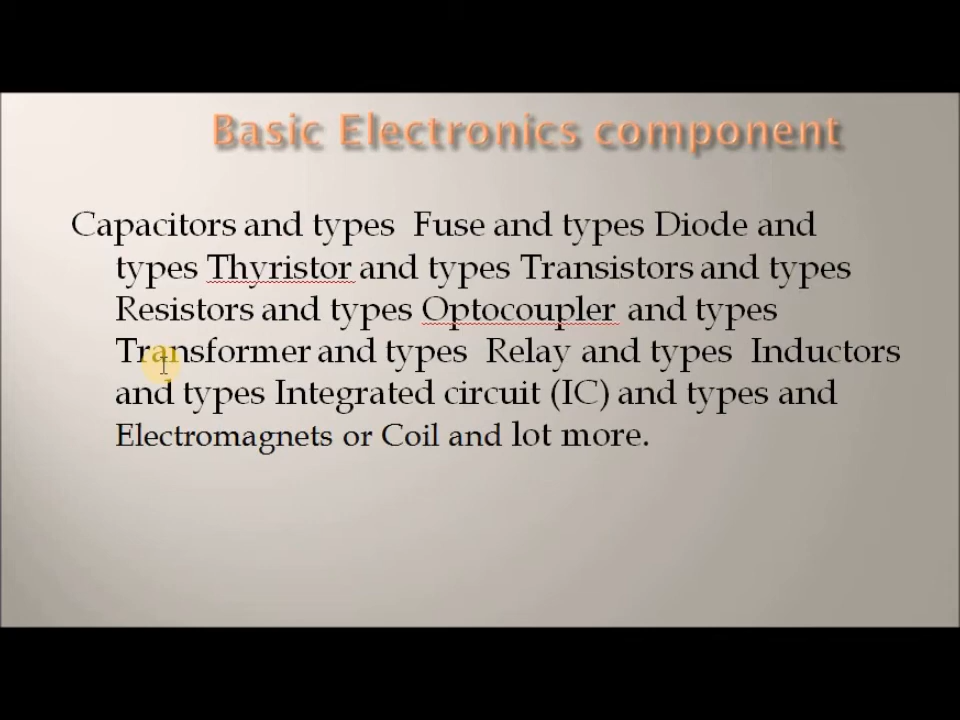 Basic Electronics component
Capacitors and types  Fuse and types Diode and
types Thyristor and types Transistors and types
Resistors and types Optocoupler and types
Transformer and types  Relay and types  Inductors
and types Integrated circuit (IC) and types and
Electromagnets or Coil and lot more.